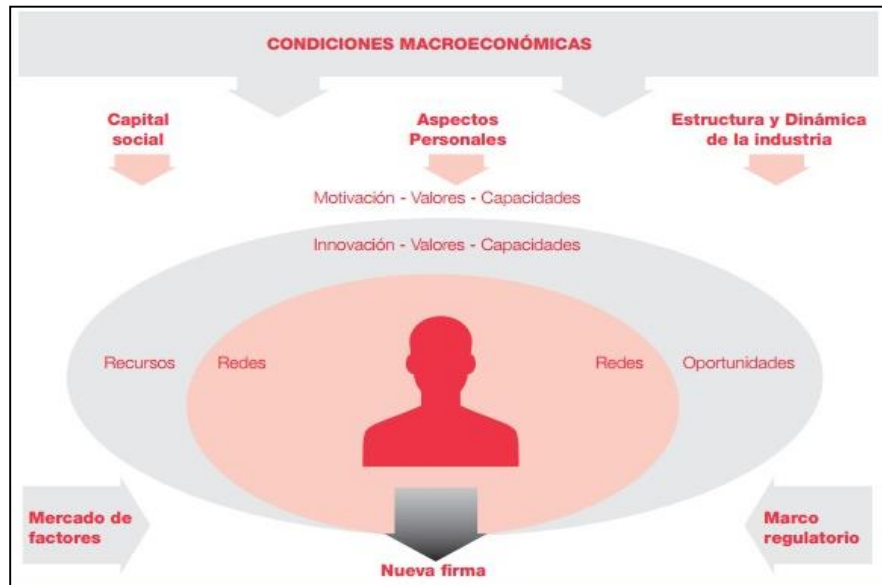 CONDICIONES MACROECONÓMICAS
Capital
social
Aspectos
Personales
Estructura y Dinámica
de la industria
Motivación - Valores - Capacidades
Innovación - Valores - Capacidades
Recursos
Redes
Redes
Oportunidades
Mercado de
factores
Marco
regulatorio
Nueva firma